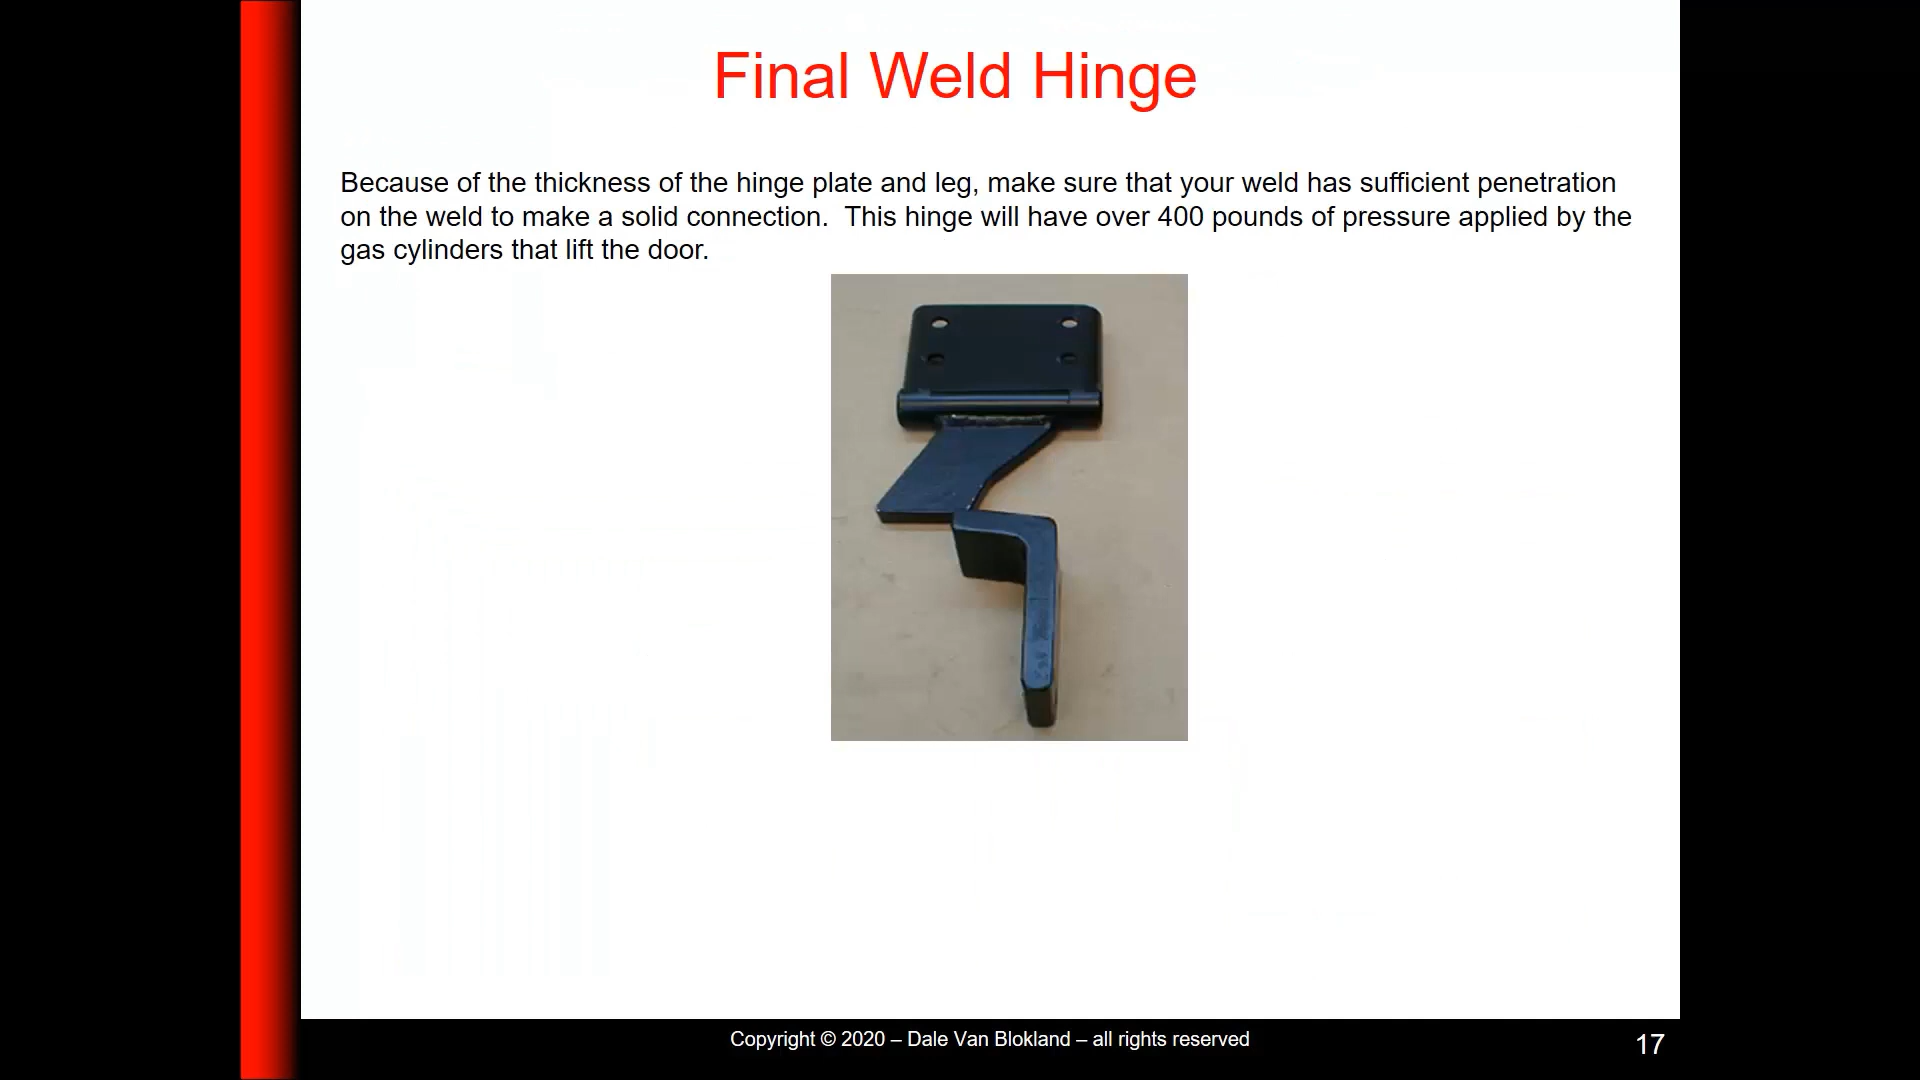 Final Weld Hinge
Because of the thickness of the hinge plate and leg, make sure that your weld has sufficient penetration
on the weld to make a solid connection.  This hinge will have over 400 pounds of pressure applied by the
gas cylinders that lift the door.
Copyright © 2020 – Dale Van Blokland – all rights reserved
17